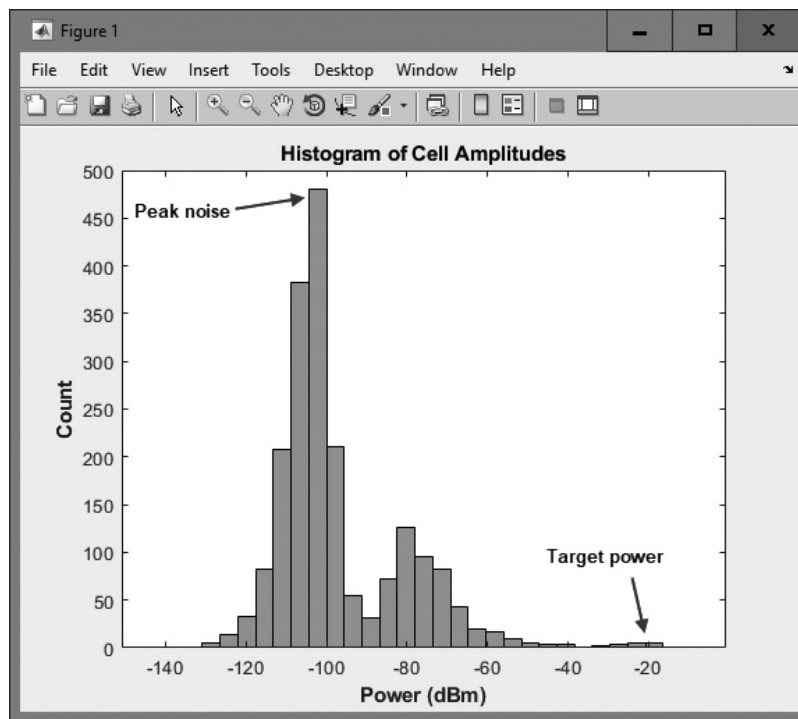 Figure 1
File Edit View Insert Tools Desktop Window Help
Histogram of Cell Amplitudes
500
450
400
350
300
250
200
150
100
50
0
Peak noise
Target power
Count
-140 -120 -100 -80 -60 -40 -20
Power (dBm)